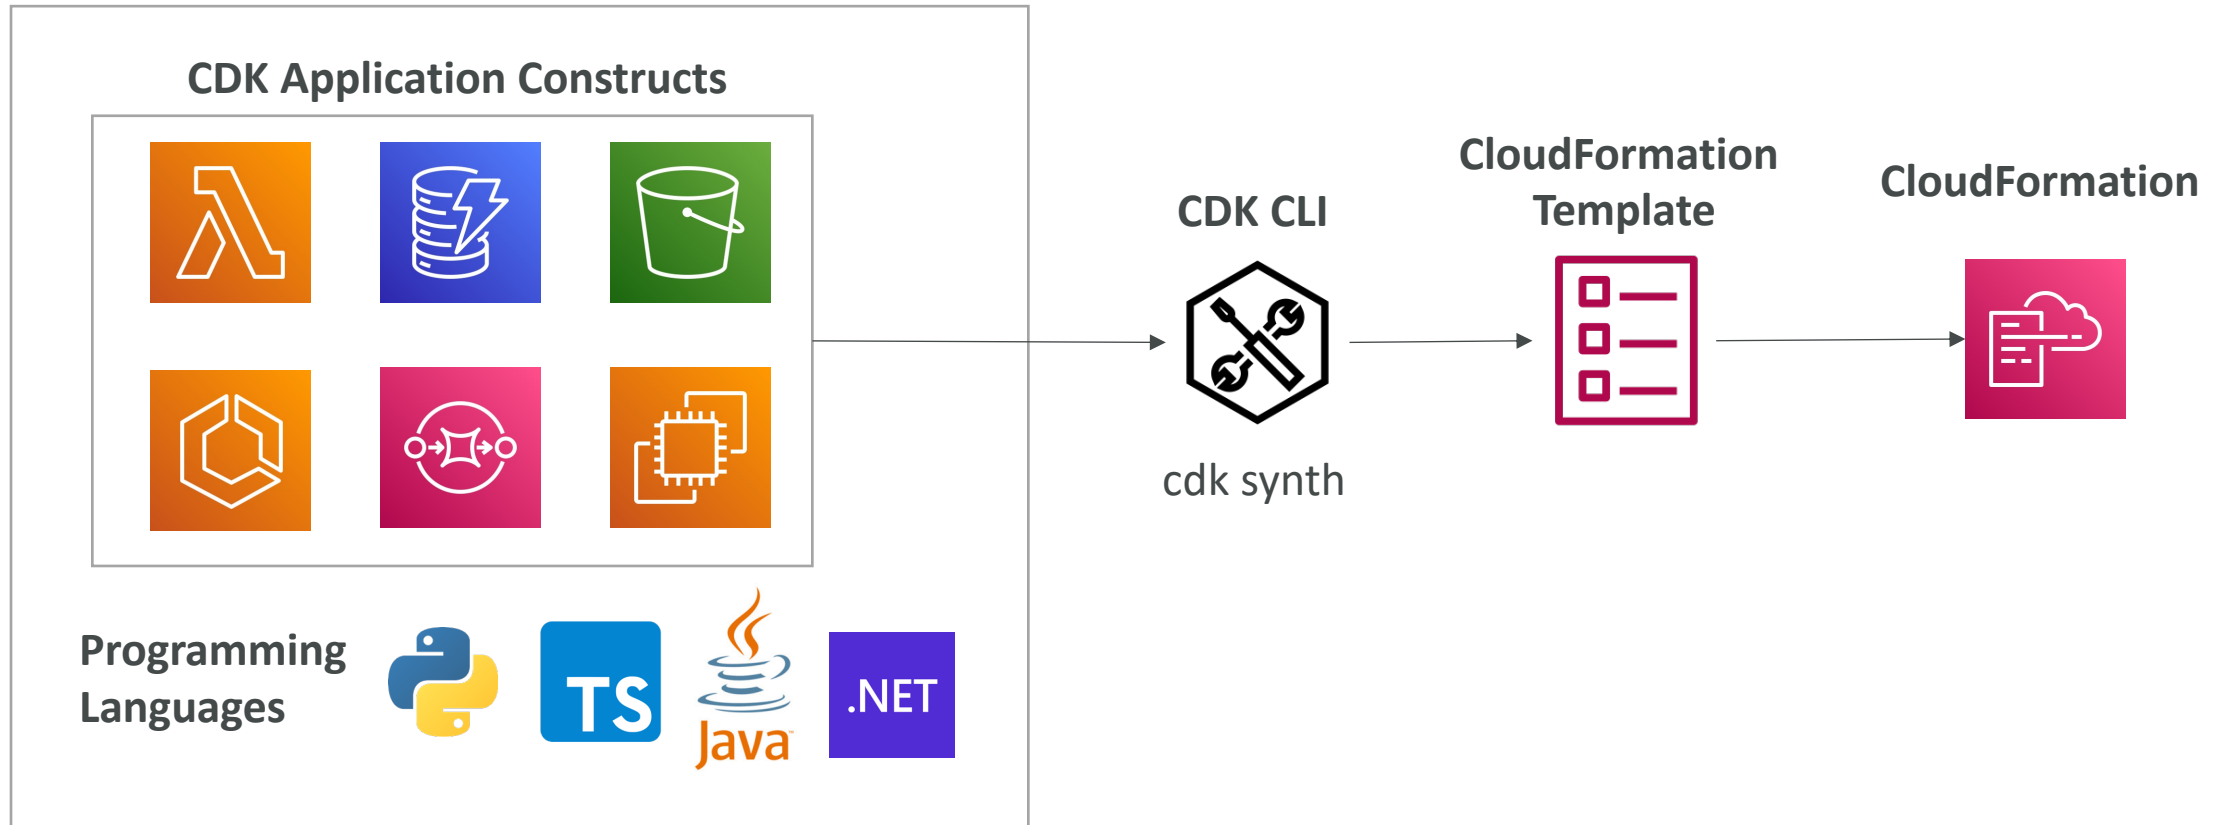 CDK Application Constructs
Programming
Languages
TS
Java
.NET
CDK CLI
cdk synth
CloudFormation
Template
CloudFormation